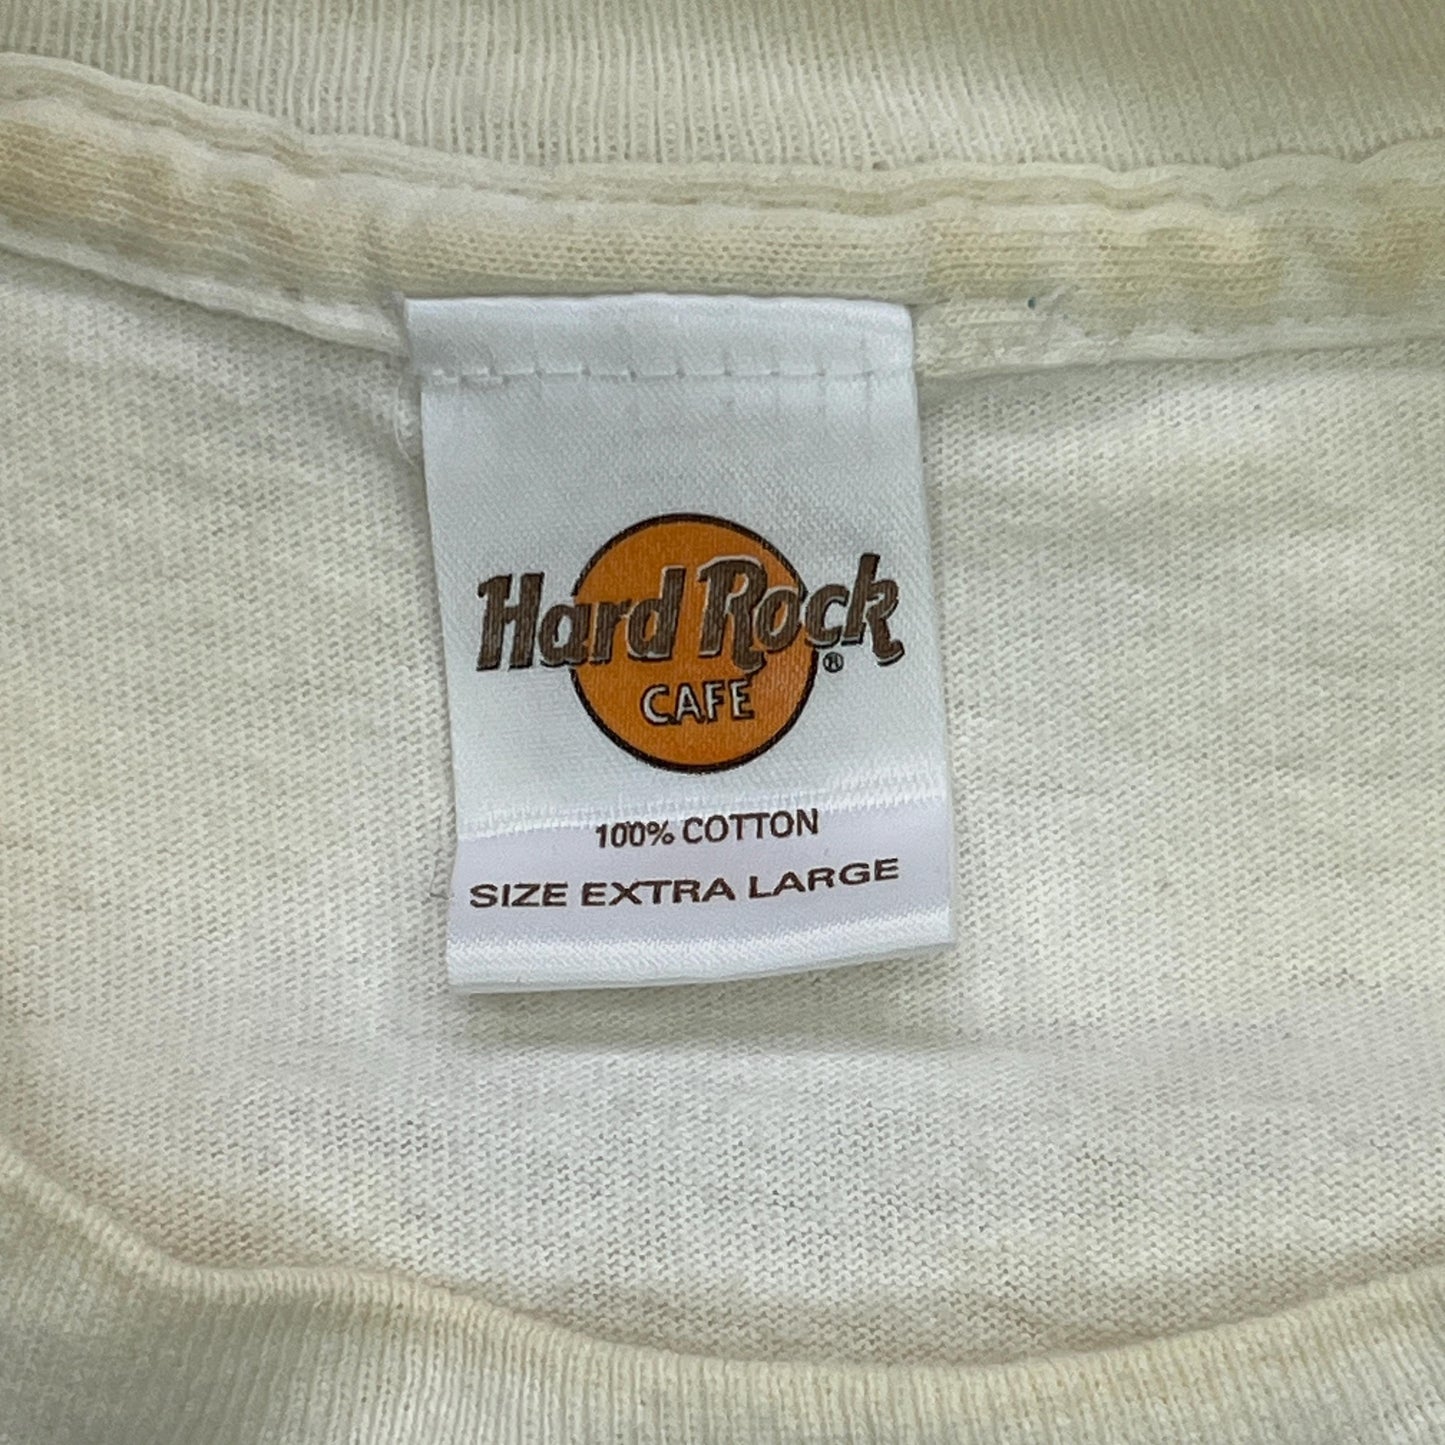 Hard Rock
CAFE
®
100% COTTON
SIZE EXTRA LARGE